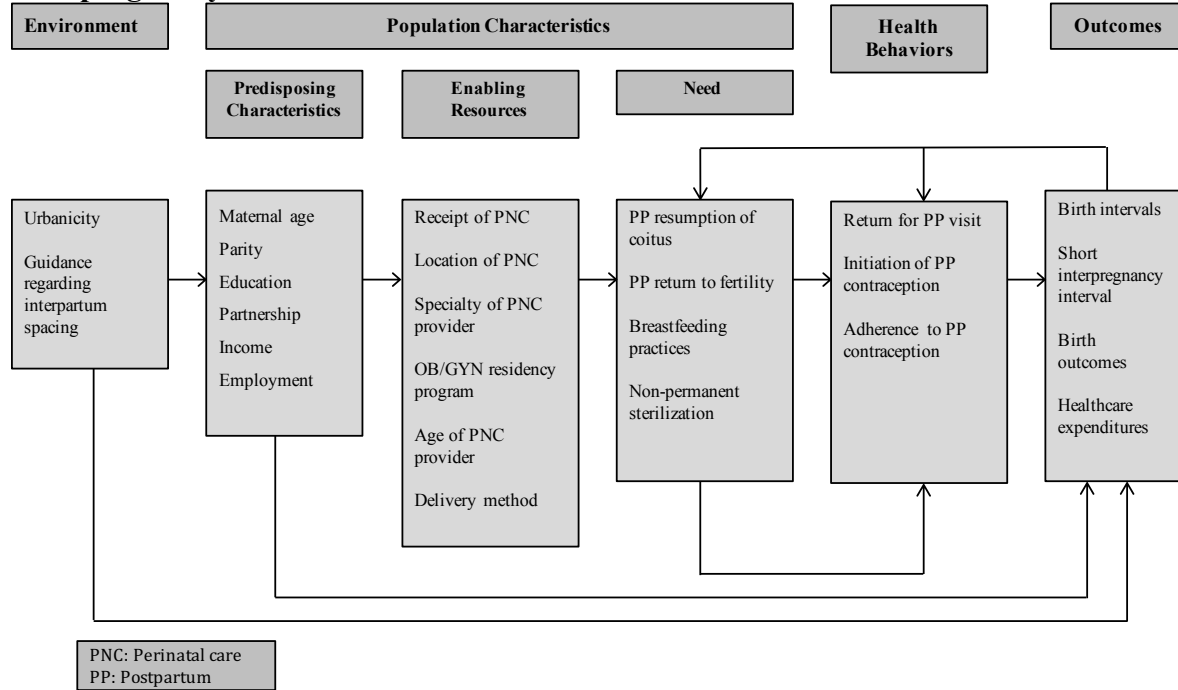 Environment
Population Characteristics
Health
Behaviors
Outcomes
Predisposing
Characteristics
Enabling
Resources
Need
Urbanicity
Guidance
regarding
interpartum
spacing
Maternal age
Parity
Education
Partnership
Income
Employment
Receipt of PNC
Location of PNC
Specialty of PNC
provider
OB/GYN residency
program
Age of PNC
provider
Delivery method
PP resumption of
coitus
PP return to fertility
Breastfeeding
practices
Non-permanent
sterilization
Return for PP visit
Initiation of PP
contraception
Adherence to PP
contraception
Birth intervals
Short
interpregnancy
interval
Birth
outcomes
Healthcare
expenditures
PNC: Perinatal care
PP: Postpartum